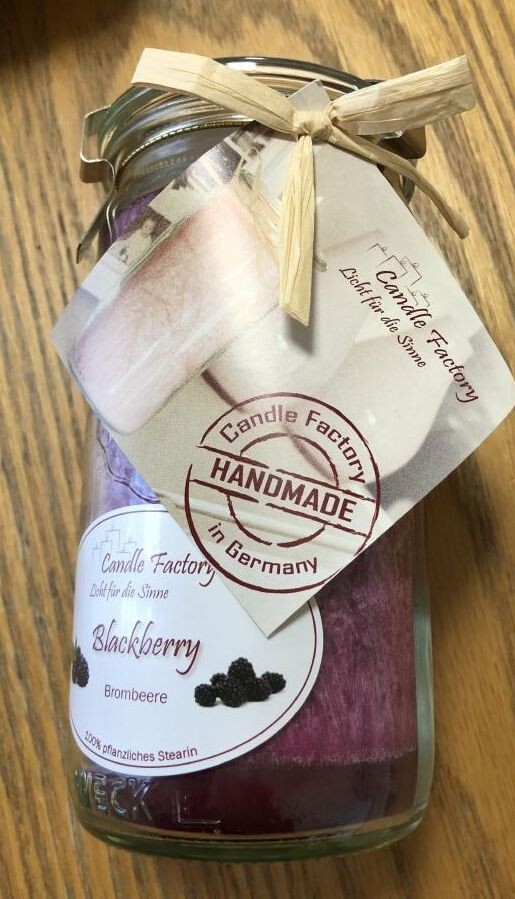 Candle Factory
Licht für die Sinne
Candle Factory
HANDMADE
in Germany
Candle Factory
Licht für die Sinne
Blackberry
Brombeere
100% pflanzliches Stearin
WECK